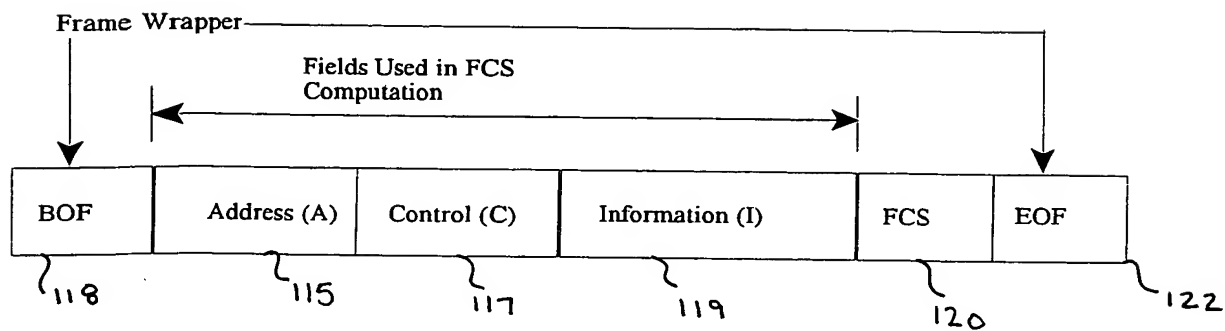 Frame Wrapper
Fields Used in FCS
Computation
BOF Address (A) Control (C) Information (I) FCS EOF
118 115 117 119 120 122